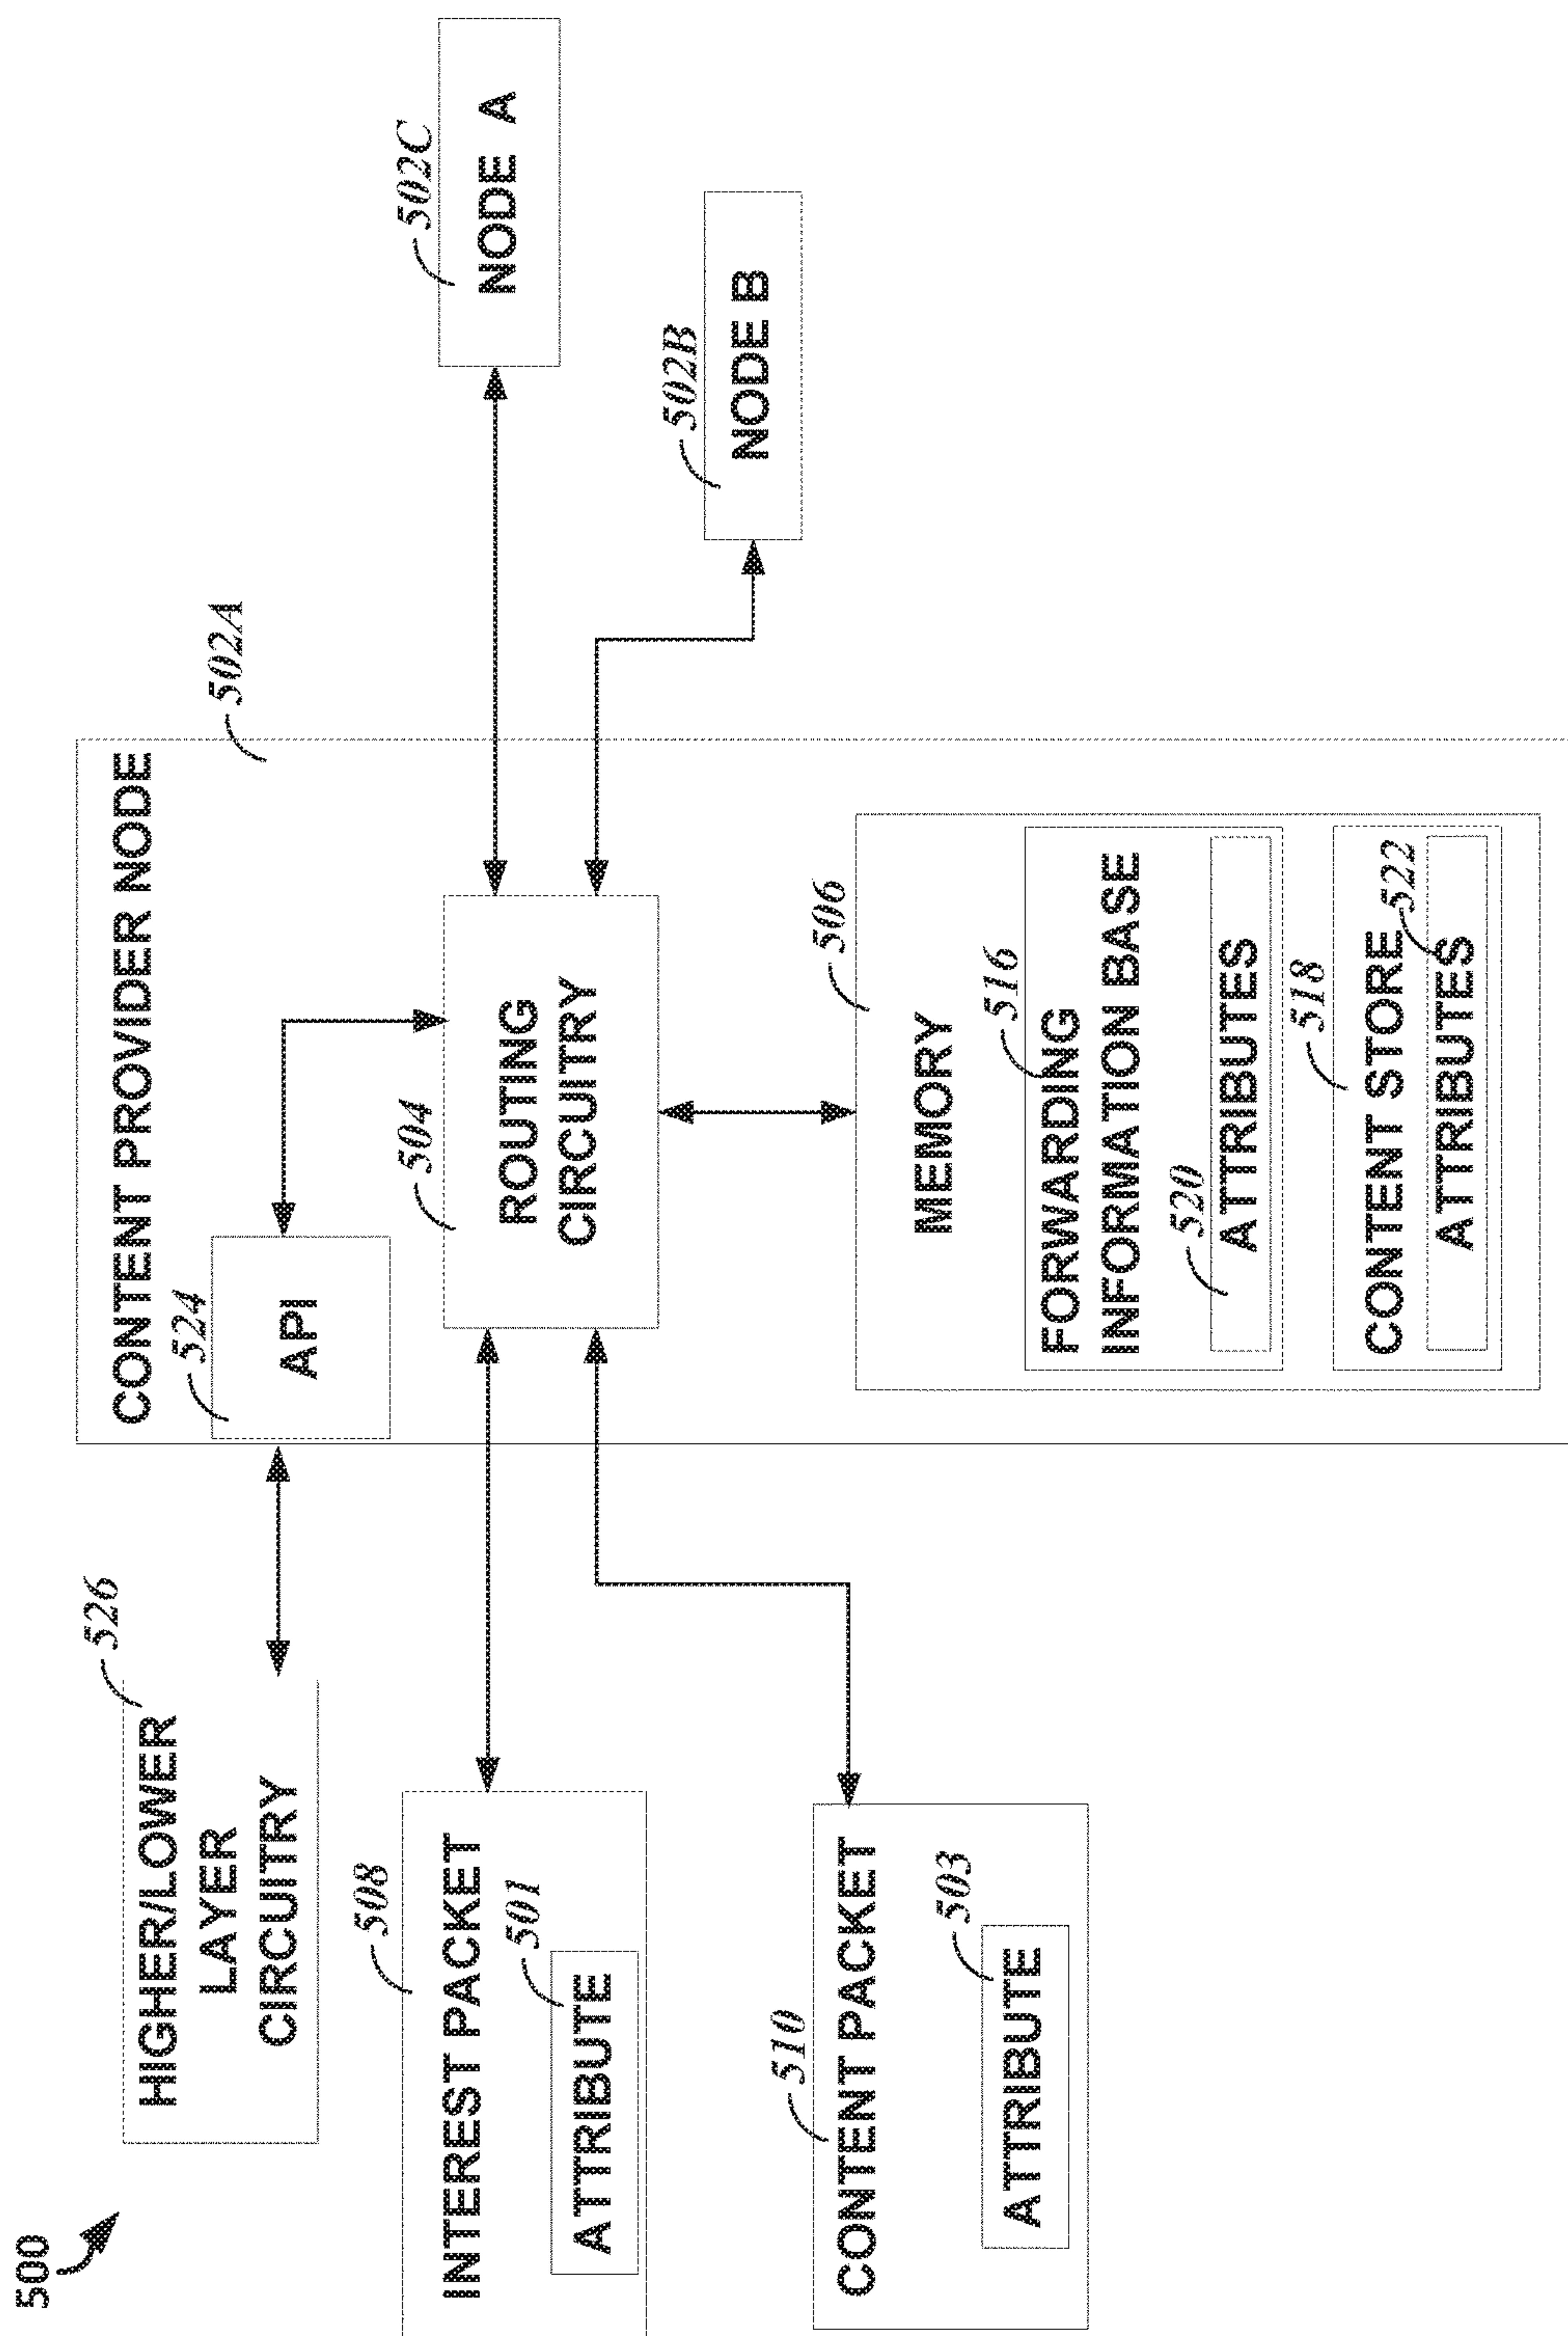 500
526
HIGHER/LOWER
LAYER
CIRCUITRY
508
INTEREST PACKET
501
ATTRIBUTE
510
CONTENT PACKET
503
ATTRIBUTE
CONTENT PROVIDER NODE
502A
524
API
504
ROUTING
CIRCUITRY
506
MEMORY
516
FORWARDING
INFORMATION BASE
520
ATTRIBUTES
518
CONTENT STORE
522
ATTRIBUTES
502C
NODE A
502B
NODE B